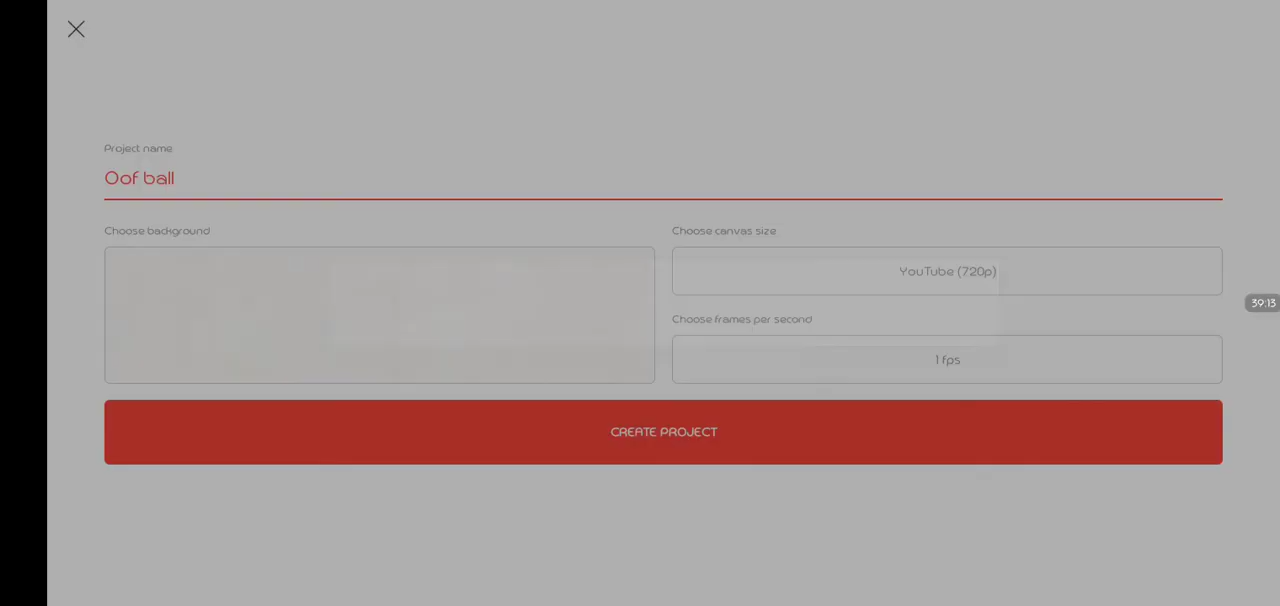 Project name
Oof ball
Choose background
Choose canvas size
YouTube (720p)
Choose frames per second
1 fps
CREATE PROJECT
39:13